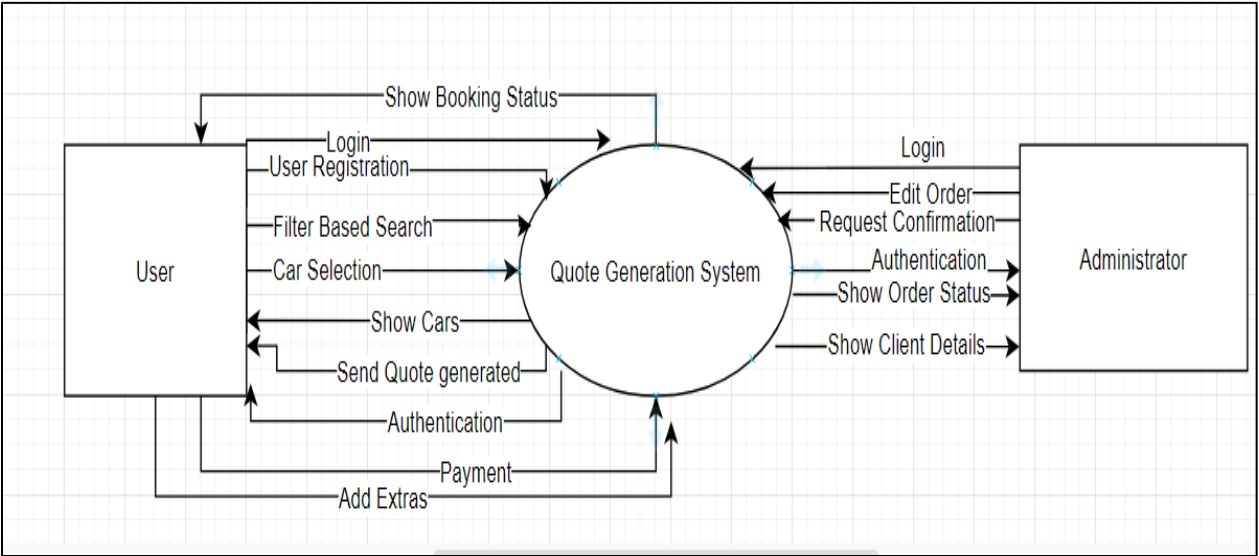 Show Booking Status
Login
User Registration
Filter Based Search
Car Selection
Show Cars
Send Quote generated
Authentication
Payment
Add Extras
User
Quote Generation System
Login
Edit Order
Request Confirmation
Authentication
Show Order Status
Show Client Details
Administrator